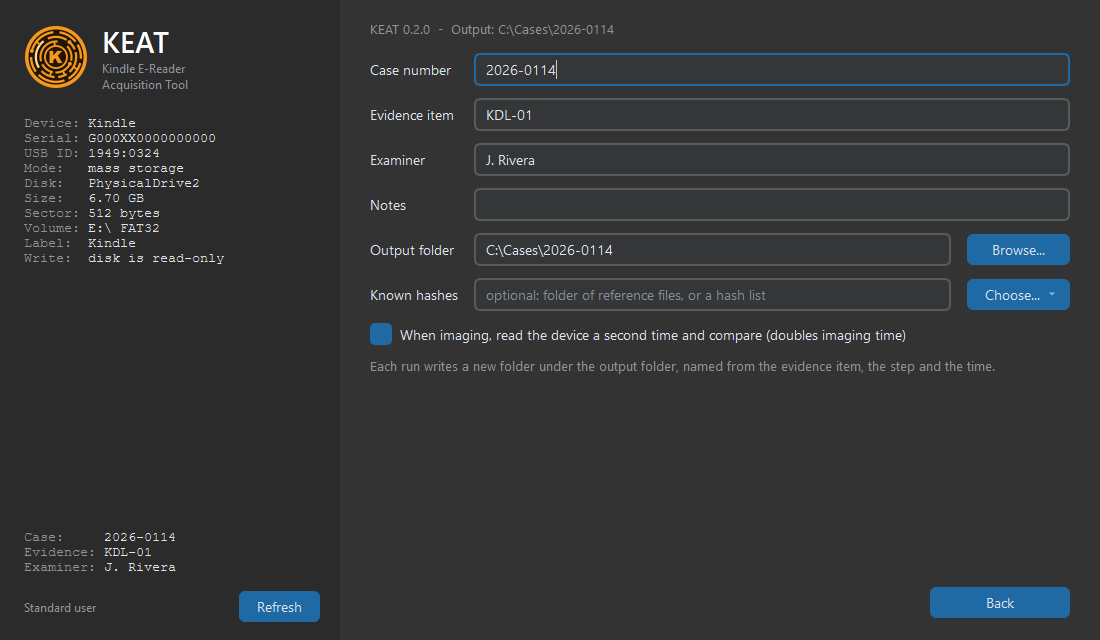 KEAT
Kindle E-Reader
Acquisition Tool
Device: Kindle
Serial: G000XX0000000000
USB ID: 1949:0324
Mode: mass storage
Disk: PhysicalDrive2
Size: 6.70 GB
Sector: 512 bytes
Volume: E:\ FAT32
Label: Kindle
Write: disk is read-only
Case: 2026-0114
Evidence: KDL-01
Examiner: J. Rivera
Standard user
Refresh
KEAT 0.2.0 - Output: C:\Cases\2026-0114
Case number 2026-0114
Evidence item KDL-01
Examiner J. Rivera
Notes
Output folder C:\Cases\2026-0114 Browse...
Known hashes optional: folder of reference files, or a hash list Choose...
When imaging, read the device a second time and compare (doubles imaging time)
Each run writes a new folder under the output folder, named from the evidence item, the step and the time.
Back